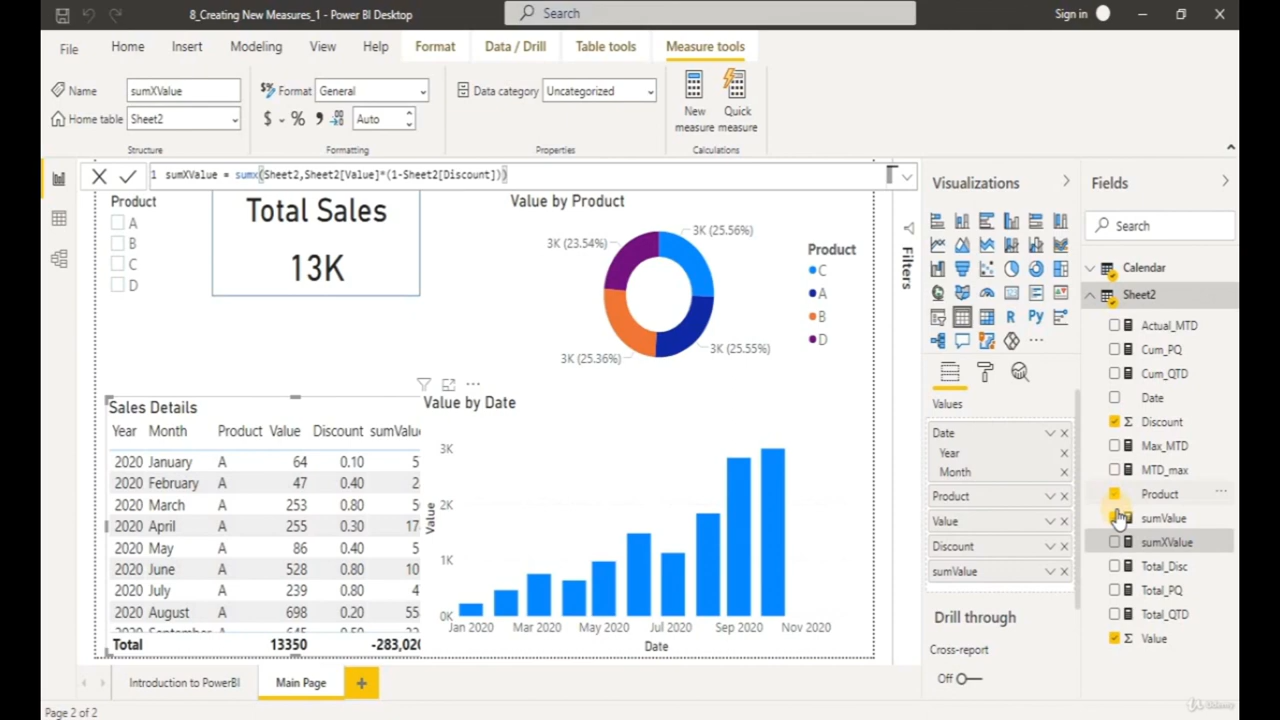 8_Creating New Measures_1 - Power BI Desktop
Search
Sign in
File Home Insert Modeling View Help Format Data / Drill Table tools Measure tools
Name sumXValue
Home table Sheet2
Structure
Format General
$ % Auto
Formatting
Data category Uncategorized
Properties
New measure
Quick measure
Calculations
1 sumXValue = sumx(Sheet2,Sheet2[Value]*(1-Sheet2[Discount]))
Product
A
B
C
D
Total Sales
13K
Value by Product
3K (23.54%)
3K (25.56%)
3K (25.36%)
3K (25.55%)
Product
C
A
B
D
Sales Details
Year Month Product Value Discount sumValu
2020 January A 64 0.10 5
2020 February A 47 0.40 2
2020 March A 253 0.80 50
2020 April A 255 0.30 17
2020 May A 86 0.40 5
2020 June A 528 0.80 10
2020 July A 239 0.80 4
2020 August A 698 0.20 55
Total 13350 -283,020
Value by Date
3K
2K
1K
0K
Value
Jan 2020 Mar 2020 May 2020 Jul 2020 Sep 2020 Nov 2020
Date
Filters
Visualizations
R Py
Values
Date
Year
Month
Product
Value
Discount
sumValue
Drill through
Cross-report
Off
Fields
Search
Calendar
Sheet2
Actual_MTD
Cum_PQ
Cum_QTD
Date
Discount
Max_MTD
MTD_max
Product
sumValue
sumXValue
Total_Disc
Total_PQ
Total_QTD
Value
Introduction to PowerBI
Main Page
Page 2 of 2
Udemy